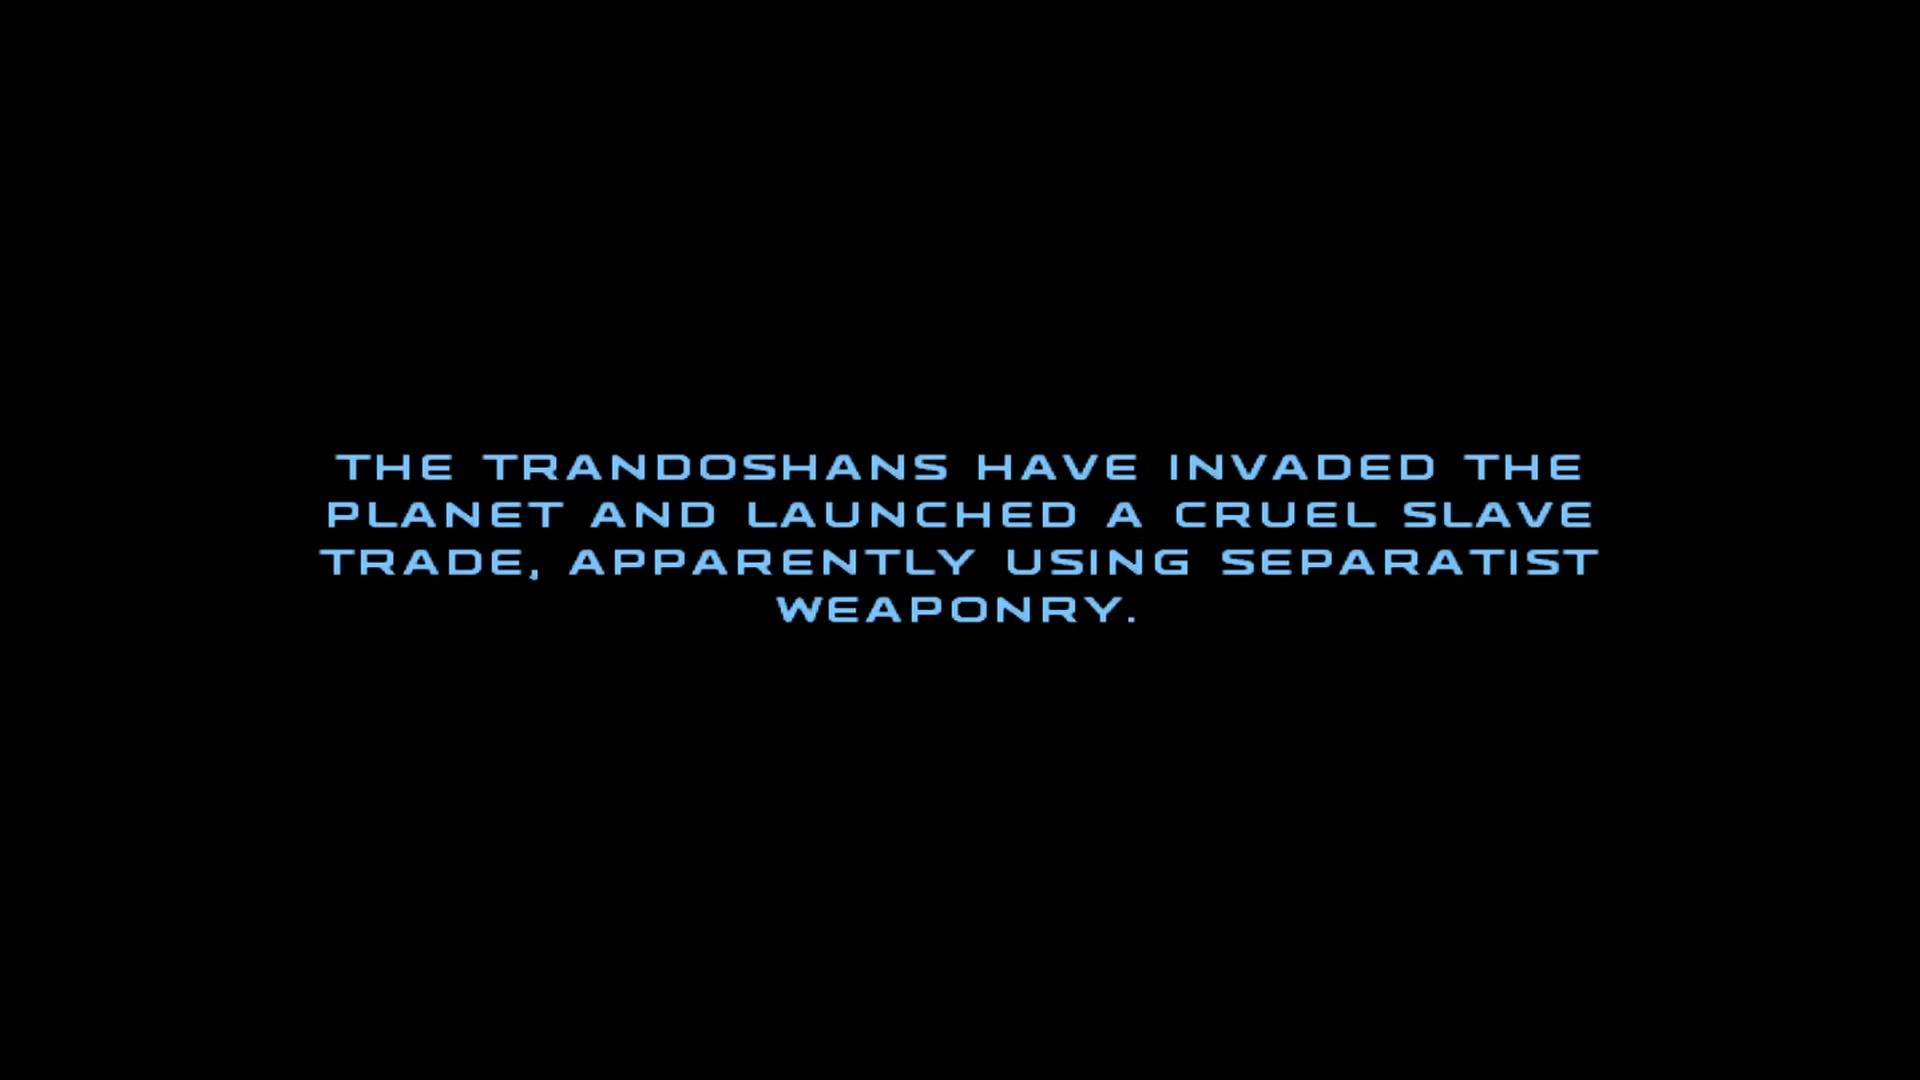 THE TRANDOSHANS HAVE INVADED THE
PLANET AND LAUNCHED A CRUEL SLAVE
TRADE, APPARENTLY USING SEPARATIST
WEAPONRY.